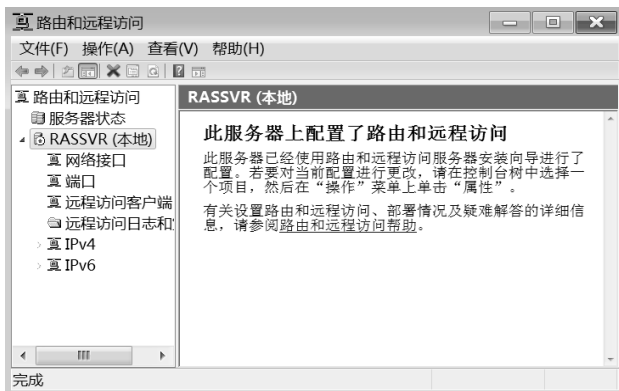 路由和远程访问
文件(F) 操作(A) 查看(V) 帮助(H)
路由和远程访问
服务器状态
RASSVR (本地)
网络接口
端口
远程访问客户端
远程访问日志和
IPv4
IPv6
RASSVR (本地)
此服务器上配置了路由和远程访问
此服务器已经使用路由和远程访问服务器安装向导进行了
配置。若要对当前配置进行更改，请在控制台树中选择一
个项目，然后在“操作”菜单上单击“属性”。
有关设置路由和远程访问、部署情况及疑难解答的详细信
息，请参阅路由和远程访问帮助。
完成